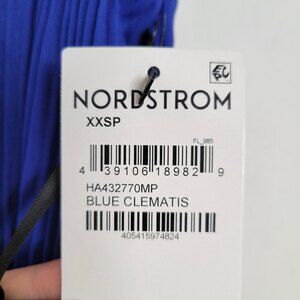 NORDSTROM
XXSP
FL_985
4 39106 18982 9
HA432770MP
BLUE CLEMATIS
405415974824